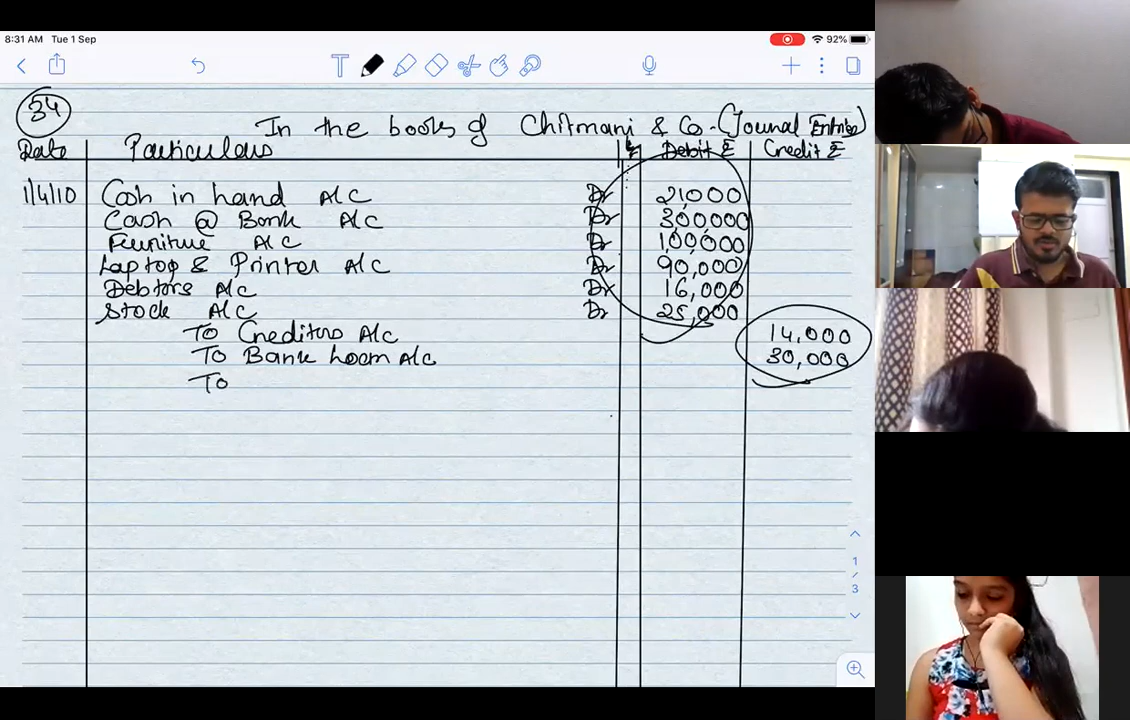 8:31 AM Tue 1 Sep
92%
34
In the books of Chitmani & Co - (Journal Entries)
Date Particulars Debit ₹ Credit ₹
1/4/10 Cash in hand A/C Dr 21,000
Cash @ Bank A/C Dr 300,000
Furniture A/C Dr 1,00,000
Laptop & Printer A/C Dr 90,000
Debtors A/C Dr 16,000
Stock A/C Dr 25,000
To Creditors A/C 14,000
To Bank Loan A/C 30,000
To
1
/
3